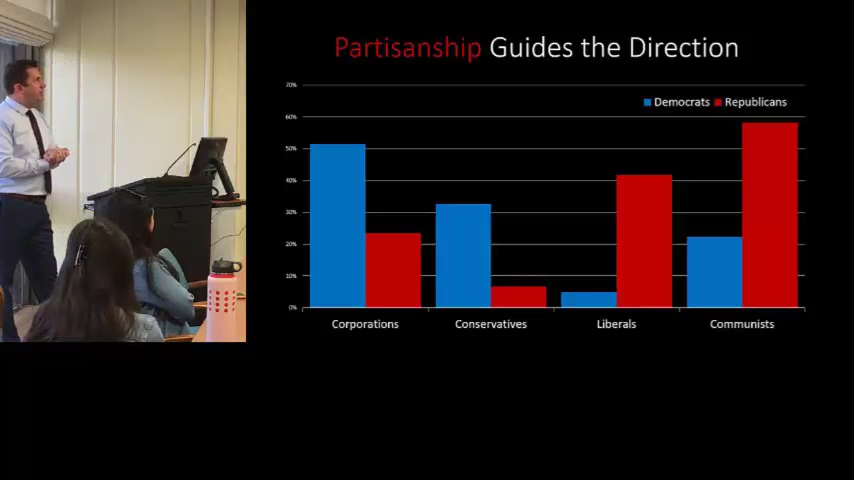 Partisanship Guides the Direction
70%
Democrats Republicans
60%
50%
40%
30%
20%
10%
0%
Corporations Conservatives Liberals Communists